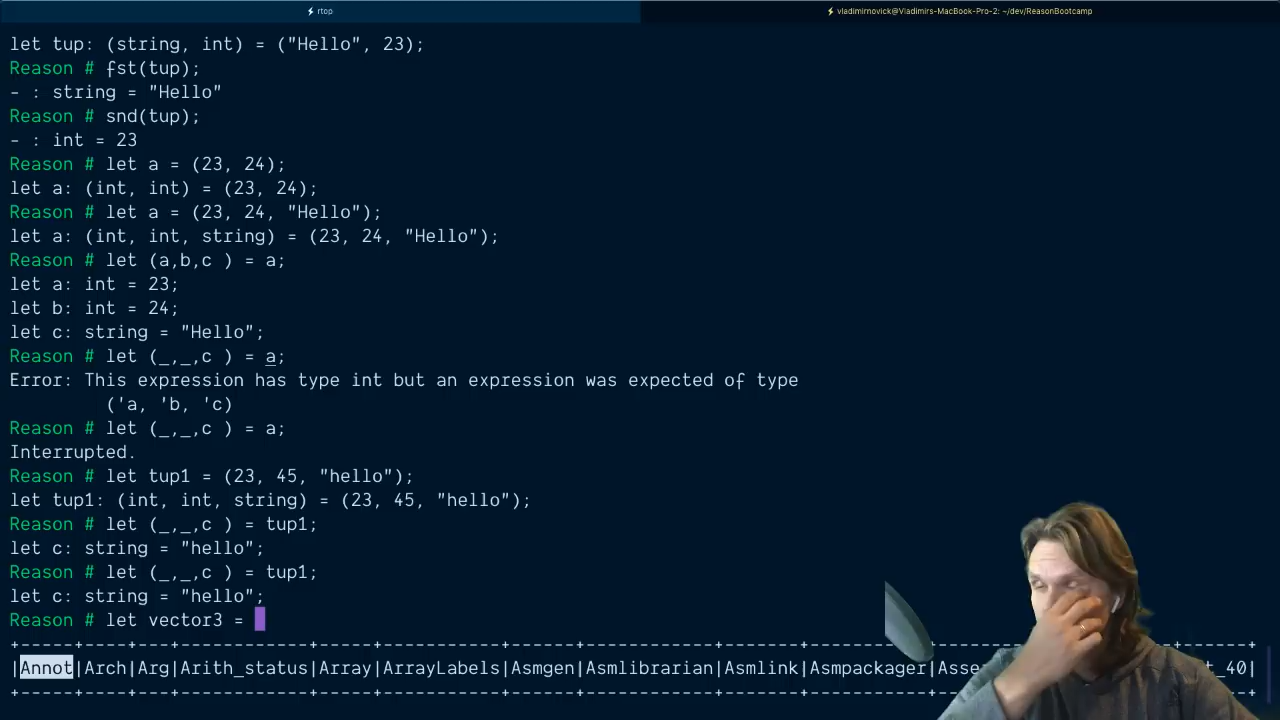 ⚡ rtop
⚡ vladimirnovick@Vladimirs-MacBook-Pro-2: ~/dev/ReasonBootcamp
let tup: (string, int) = ("Hello", 23);
Reason # fst(tup);
- : string = "Hello"
Reason # snd(tup);
- : int = 23
Reason # let a = (23, 24);
let a: (int, int) = (23, 24);
Reason # let a = (23, 24, "Hello");
let a: (int, int, string) = (23, 24, "Hello");
Reason # let (a,b,c ) = a;
let a: int = 23;
let b: int = 24;
let c: string = "Hello";
Reason # let (_,_,c ) = a;
Error: This expression has type int but an expression was expected of type
('a, 'b, 'c)
Reason # let (_,_,c ) = a;
Interrupted.
Reason # let tup1 = (23, 45, "hello");
let tup1: (int, int, string) = (23, 45, "hello");
Reason # let (_,_,c ) = tup1;
let c: string = "hello";
Reason # let (_,_,c ) = tup1;
let c: string = "hello";
Reason # let vector3 =
|Annot|Arch|Arg|Arith_status|Array|ArrayLabels|Asmgen|Asmlibrarian|Asmlink|Asmpackager|